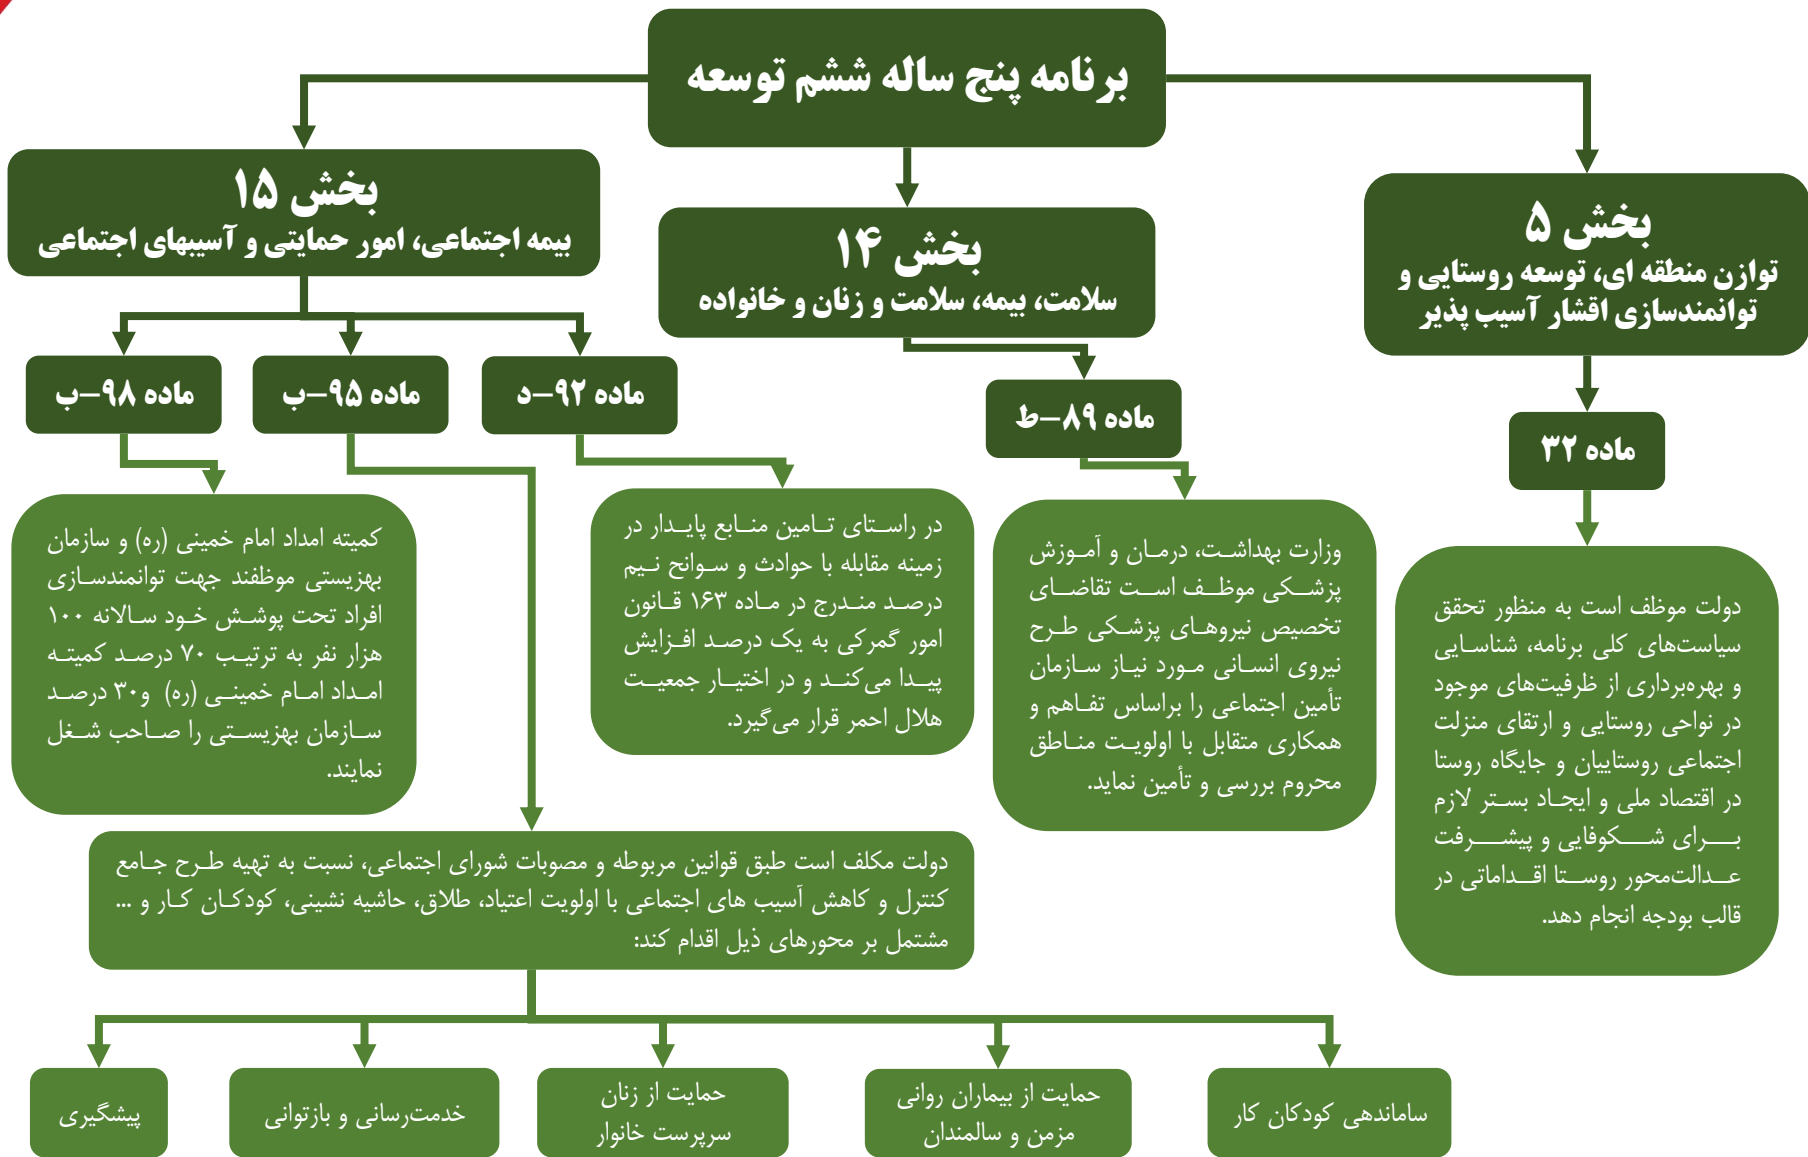 برنامه پنج ساله ششم توسعه
بخش ۵
توازن منطقه ای، توسعه روستایی و
توانمندسازی اقشار آسیب پذیر
بخش ۱۴
سلامت، بیمه، سلامت و زنان و خانواده
بخش ۱۵
بیمه اجتماعی، امور حمایتی و آسیبهای اجتماعی
ماده ۳۲
ماده ۸۹-ط
ماده ۹۲-د
ماده ۹۵-ب
ماده ۹۸-ب
دولت موظف است به منظور تحقق
سیاست‌های کلی برنامه، شناسایی
و بهره‌برداری از ظرفیت‌های موجود
در نواحی روستایی و ارتقای منزلت
اجتماعی روستاییان و جایگاه روستا
در اقتصاد ملی و ایجاد بستر لازم
برای شکوفایی و پیشرفت
عدالت‌محور روستا اقداماتی در
قالب بودجه انجام دهد.
وزارت بهداشت، درمان و آموزش
پزشکی موظف است تقاضای
تخصیص نیروهای پزشکی طرح
نیروی انسانی مورد نیاز سازمان
تأمین اجتماعی را براساس تفاهم و
همکاری متقابل با اولویت مناطق
محروم بررسی و تأمین نماید.
در راستای تامین منابع پایدار در
زمینه مقابله با حوادث و سوانح نیم
درصد مندرج در ماده ۱۶۳ قانون
امور گمرکی به یک درصد افزایش
پیدا می‌کند و در اختیار جمعیت
هلال احمر قرار می‌گیرد.
کمیته امداد امام خمینی (ره) و سازمان
بهزیستی موظفند جهت توانمندسازی
افراد تحت پوشش خود سالانه ۱۰۰
هزار نفر به ترتیب ۷۰ درصد کمیته
امداد امام خمینی (ره) و۳۰ درصد
سازمان بهزیستی را صاحب شغل
نمایند.
دولت مکلف است طبق قوانین مربوطه و مصوبات شورای اجتماعی، نسبت به تهیه طرح جامع
کنترل و کاهش آسیب های اجتماعی با اولویت اعتیاد، طلاق، حاشیه نشینی، کودکان کار و ...
مشتمل بر محورهای ذیل اقدام کند:
ساماندهی کودکان کار
حمایت از بیماران روانی
مزمن و سالمندان
حمایت از زنان
سرپرست خانوار
خدمت‌رسانی و بازتوانی
پیشگیری